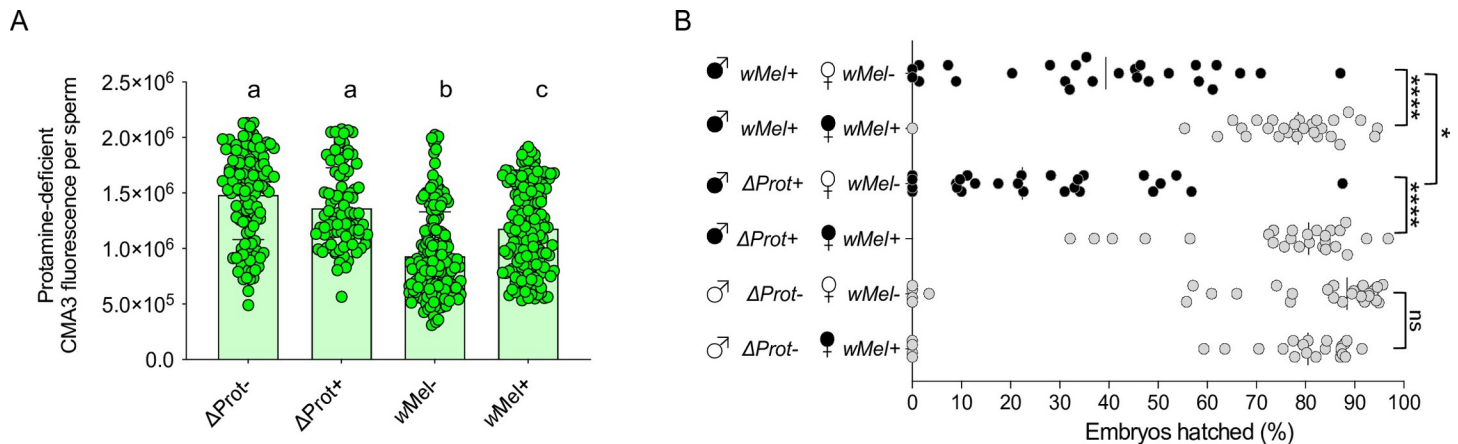 A
Protamine-deficient
CMA3 fluorescence per sperm
2.5×10⁶
2.0×10⁶
1.5×10⁶
1.0×10⁶
5.0×10⁵
0.0
a
a
b
c
ΔProt-
ΔProt+
wMel-
wMel+
B
♂ wMel+ ♀ wMel-
♂ wMel+ ♀ wMel+
♂ ΔProt+ ♀ wMel-
♂ ΔProt+ ♀ wMel+
♂ ΔProt- ♀ wMel-
♂ ΔProt- ♀ wMel+
****
*
****
ns
0 10 20 30 40 50 60 70 80 90 100
Embryos hatched (%)